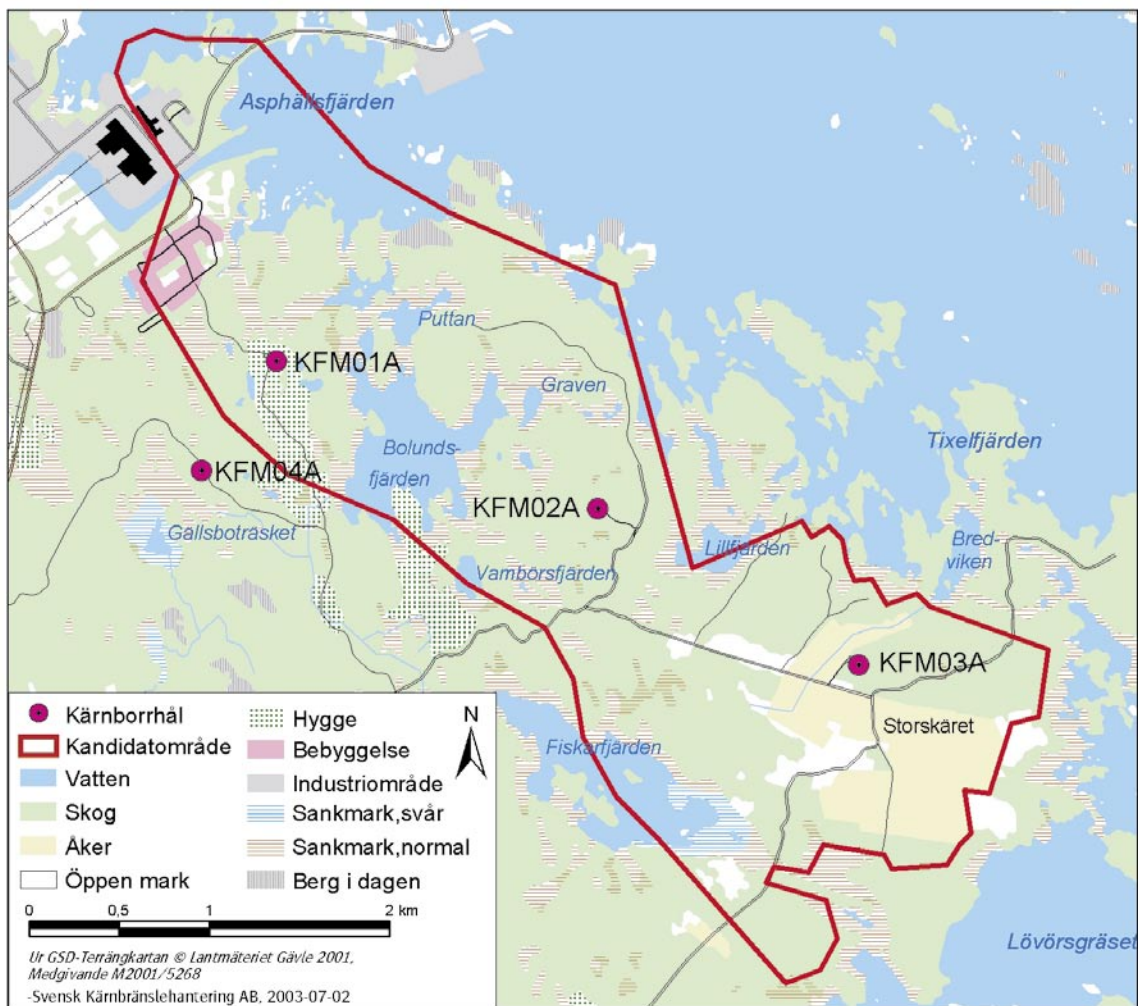 Asphällsfjärden
Puttan
KFM01A
Graven
Bolunds-
fjärden
Tixelfjärden
KFM04A
KFM02A
Gällsboträsket
Lillfjärden
Bred-
viken
Vambörsfjärden
KFM03A
Storskäret
Fiskarfjärden
Lövörsgräset
Kärnborrhål
Kandidatområde
Vatten
Skog
Åker
Öppen mark
Hygge
Bebyggelse
Industriområde
Sankmark,svår
Sankmark,normal
Berg i dagen
N
0 0,5 1 2 km
Ur GSD-Terrängkartan © Lantmäteriet Gävle 2001,
Medgivande M2001/5268
-Svensk Kärnbränslehantering AB, 2003-07-02